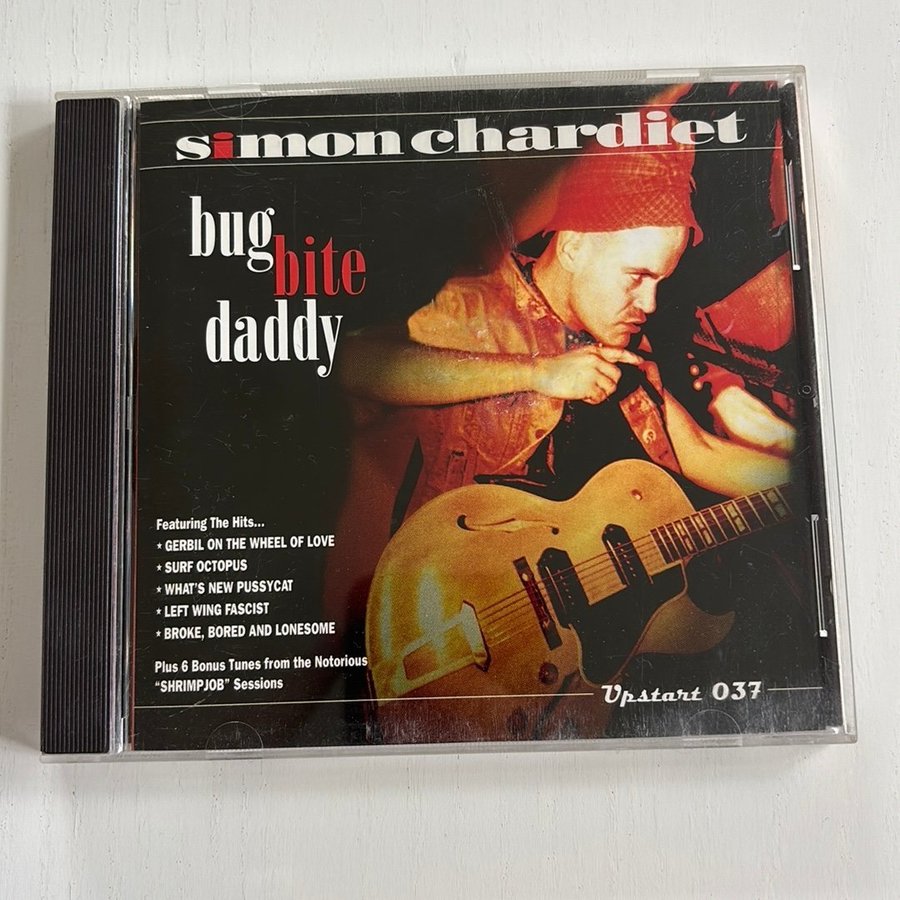 simon chardiet
bug
bite
daddy
Featuring The Hits...
★ GERBIL ON THE WHEEL OF LOVE
★ SURF OCTOPUS
★ WHAT'S NEW PUSSYCAT
★ LEFT WING FASCIST
★ BROKE, BORED AND LONESOME
Plus 6 Bonus Tunes from the Notorious
"SHRIMPJOB" Sessions
Upstart 037